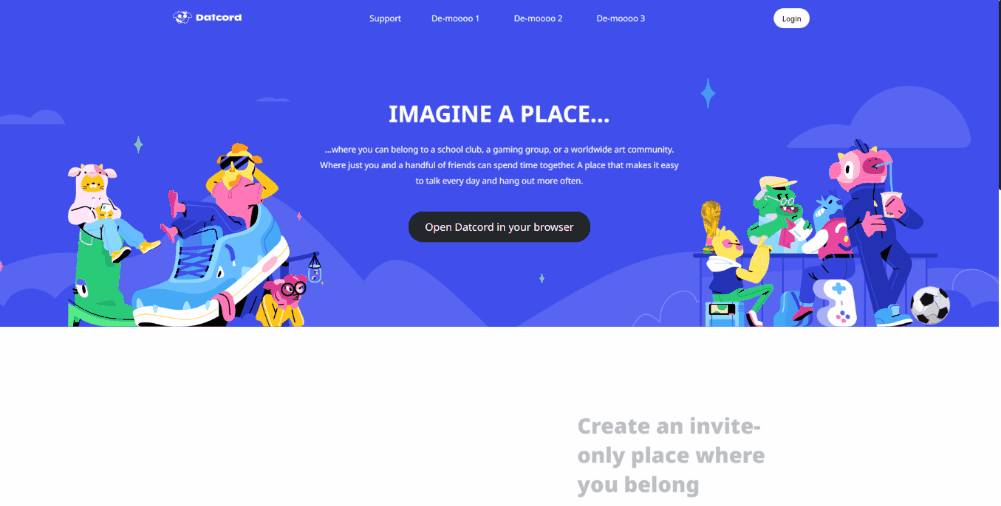 Datcord
Support
De-moooo 1
De-moooo 2
De-moooo 3
Login
IMAGINE A PLACE...
...where you can belong to a school club, a gaming group, or a worldwide art community.
Where just you and a handful of friends can spend time together. A place that makes it easy
to talk every day and hang out more often.
Open Datcord in your browser
Create an invite-
only place where
you belong